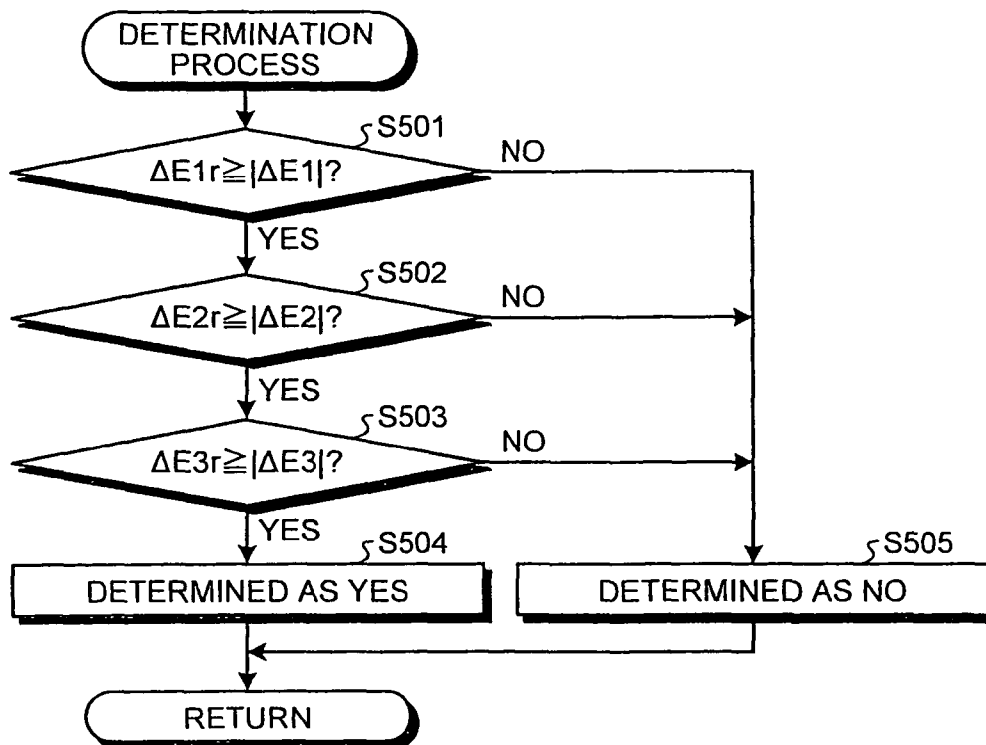 DETERMINATION
PROCESS
S501
ΔE1r≧|ΔE1|?
NO
YES
S502
ΔE2r≧|ΔE2|?
NO
YES
S503
ΔE3r≧|ΔE3|?
NO
YES
S504
S505
DETERMINED AS YES
DETERMINED AS NO
RETURN